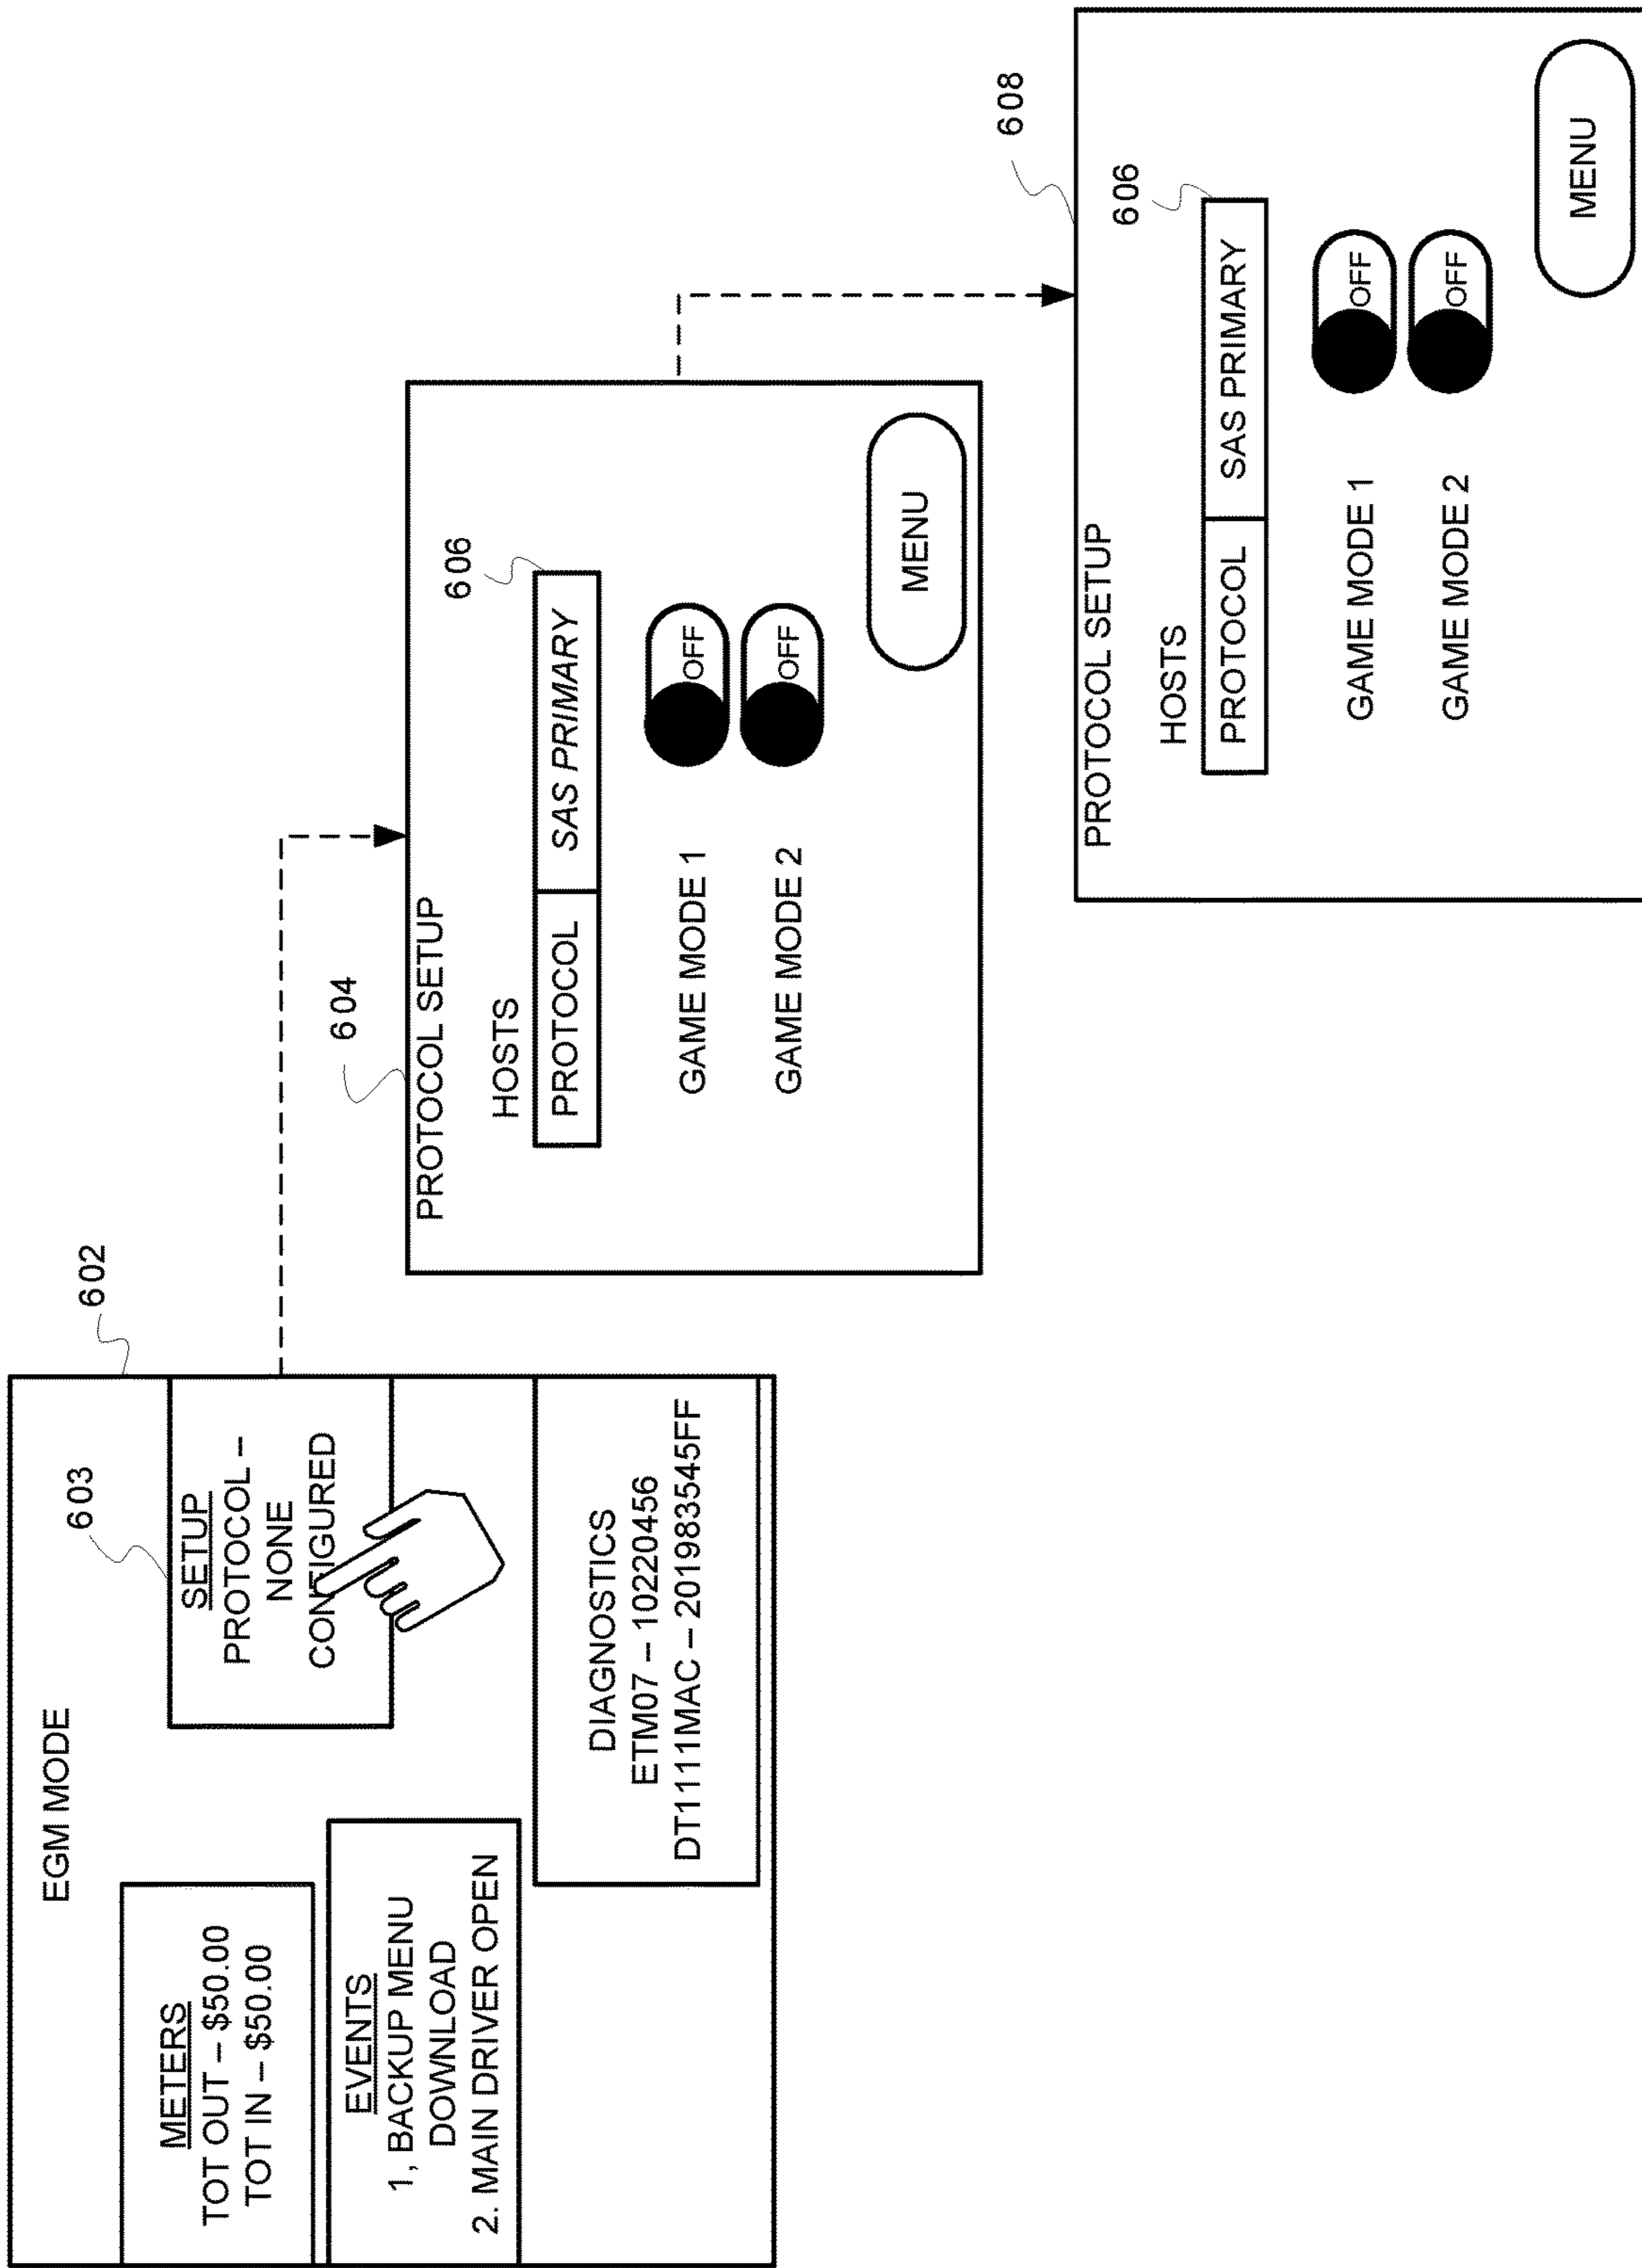 602
EGM MODE
603
METERS
TOT OUT – $50.00
TOT IN – $50.00
SETUP
PROTOCOL –
NONE
CONFIGURED
EVENTS
1, BACKUP MENU
DOWNLOAD
2. MAIN DRIVER OPEN
DIAGNOSTICS
ETM07 – 10220456
DT1111MAC – 201983545FF
604
PROTOCOL SETUP
606
HOSTS
PROTOCOL SAS PRIMARY
GAME MODE 1 OFF
GAME MODE 2 OFF
MENU
608
PROTOCOL SETUP
606
HOSTS
PROTOCOL SAS PRIMARY
GAME MODE 1 OFF
GAME MODE 2 OFF
MENU